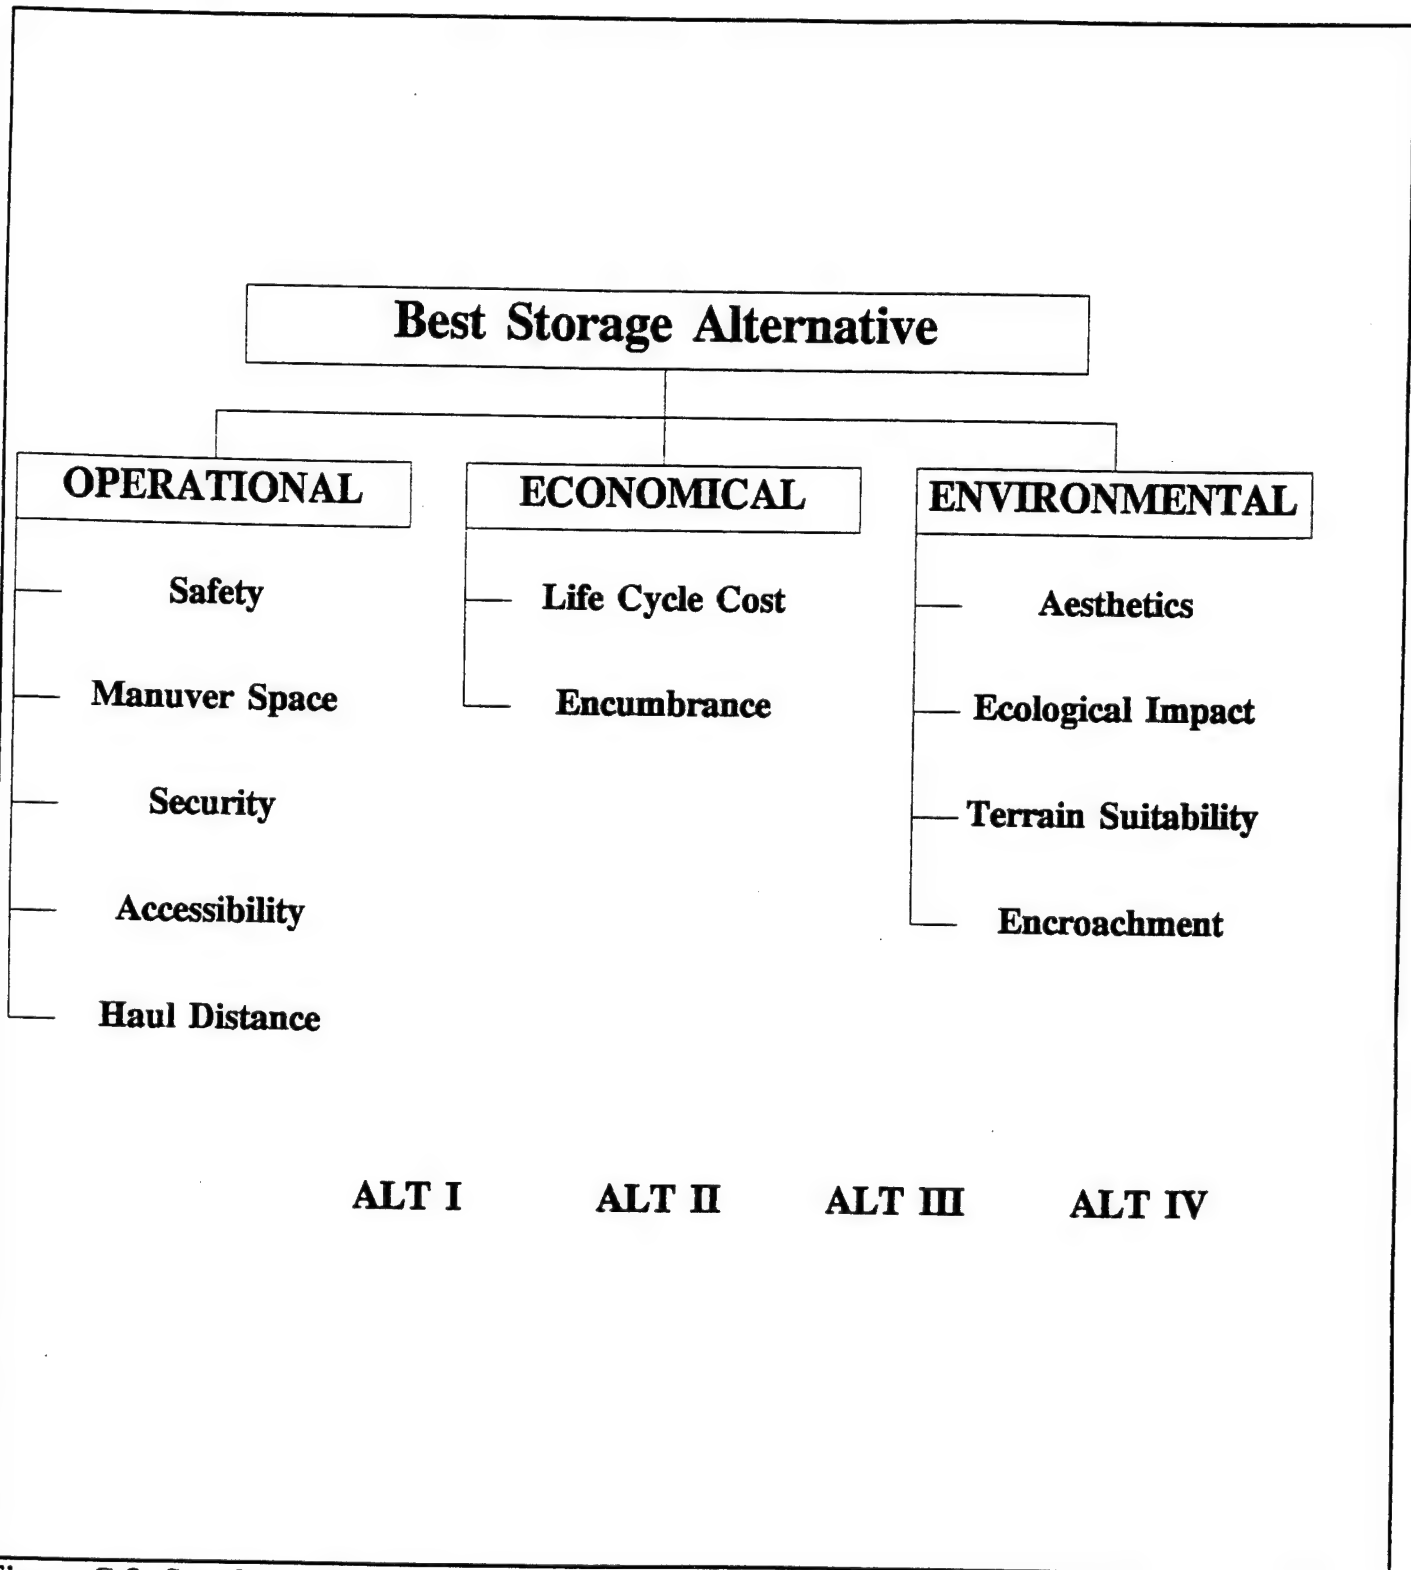 Best Storage Alternative
OPERATIONAL
Safety
Manuver Space
Security
Accessibility
Haul Distance
ECONOMICAL
Life Cycle Cost
Encumbrance
ENVIRONMENTAL
Aesthetics
Ecological Impact
Terrain Suitability
Encroachment
ALT I
ALT II
ALT III
ALT IV